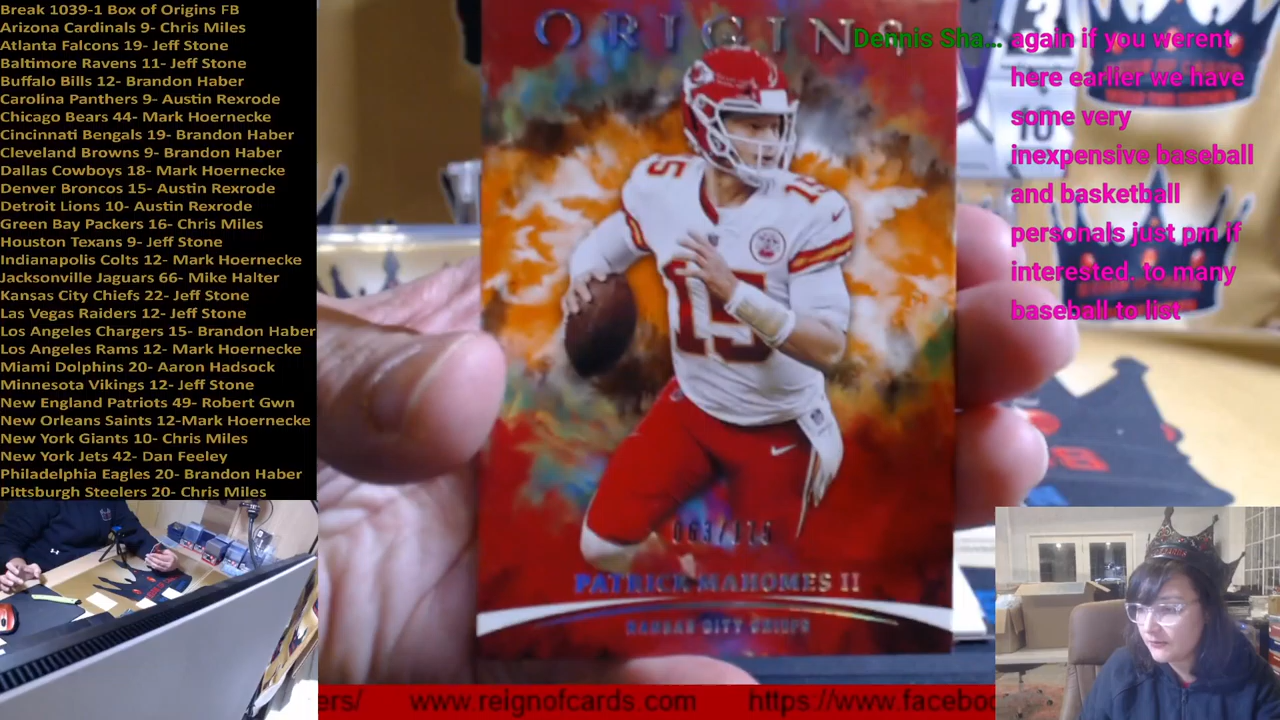 Break 1039-1 Box of Origins FB
Arizona Cardinals 9- Chris Miles
Atlanta Falcons 19- Jeff Stone
Baltimore Ravens 11- Jeff Stone
Buffalo Bills 12- Brandon Haber
Carolina Panthers 9- Austin Rexrode
Chicago Bears 44- Mark Hoernecke
Cincinnati Bengals 19- Brandon Haber
Cleveland Browns 9- Brandon Haber
Dallas Cowboys 18- Mark Hoernecke
Denver Broncos 15- Austin Rexrode
Detroit Lions 10- Austin Rexrode
Green Bay Packers 16- Chris Miles
Houston Texans 9- Jeff Stone
Indianapolis Colts 12- Mark Hoernecke
Jacksonville Jaguars 66- Mike Halter
Kansas City Chiefs 22- Jeff Stone
Las Vegas Raiders 12- Jeff Stone
Los Angeles Chargers 15- Brandon Haber
Los Angeles Rams 12- Mark Hoernecke
Miami Dolphins 20- Aaron Hadsock
Minnesota Vikings 12- Jeff Stone
New England Patriots 49- Robert Gwn
New Orleans Saints 12-Mark Hoernecke
New York Giants 10- Chris Miles
New York Jets 42- Dan Feeley
Philadelphia Eagles 20- Brandon Haber
Pittsburgh Steelers 20- Chris Miles
ORIGINS
15
15
15
PATRICK MAHOMES II
KANSAS CITY CHIEFS
Dennis Sha...
again if you werent
here earlier we have
some very
inexpensive baseball
and basketball
personals just pm if
interested. to many
baseball to list
3
10
ers/ www.reignofcards.com https://www.faceboo